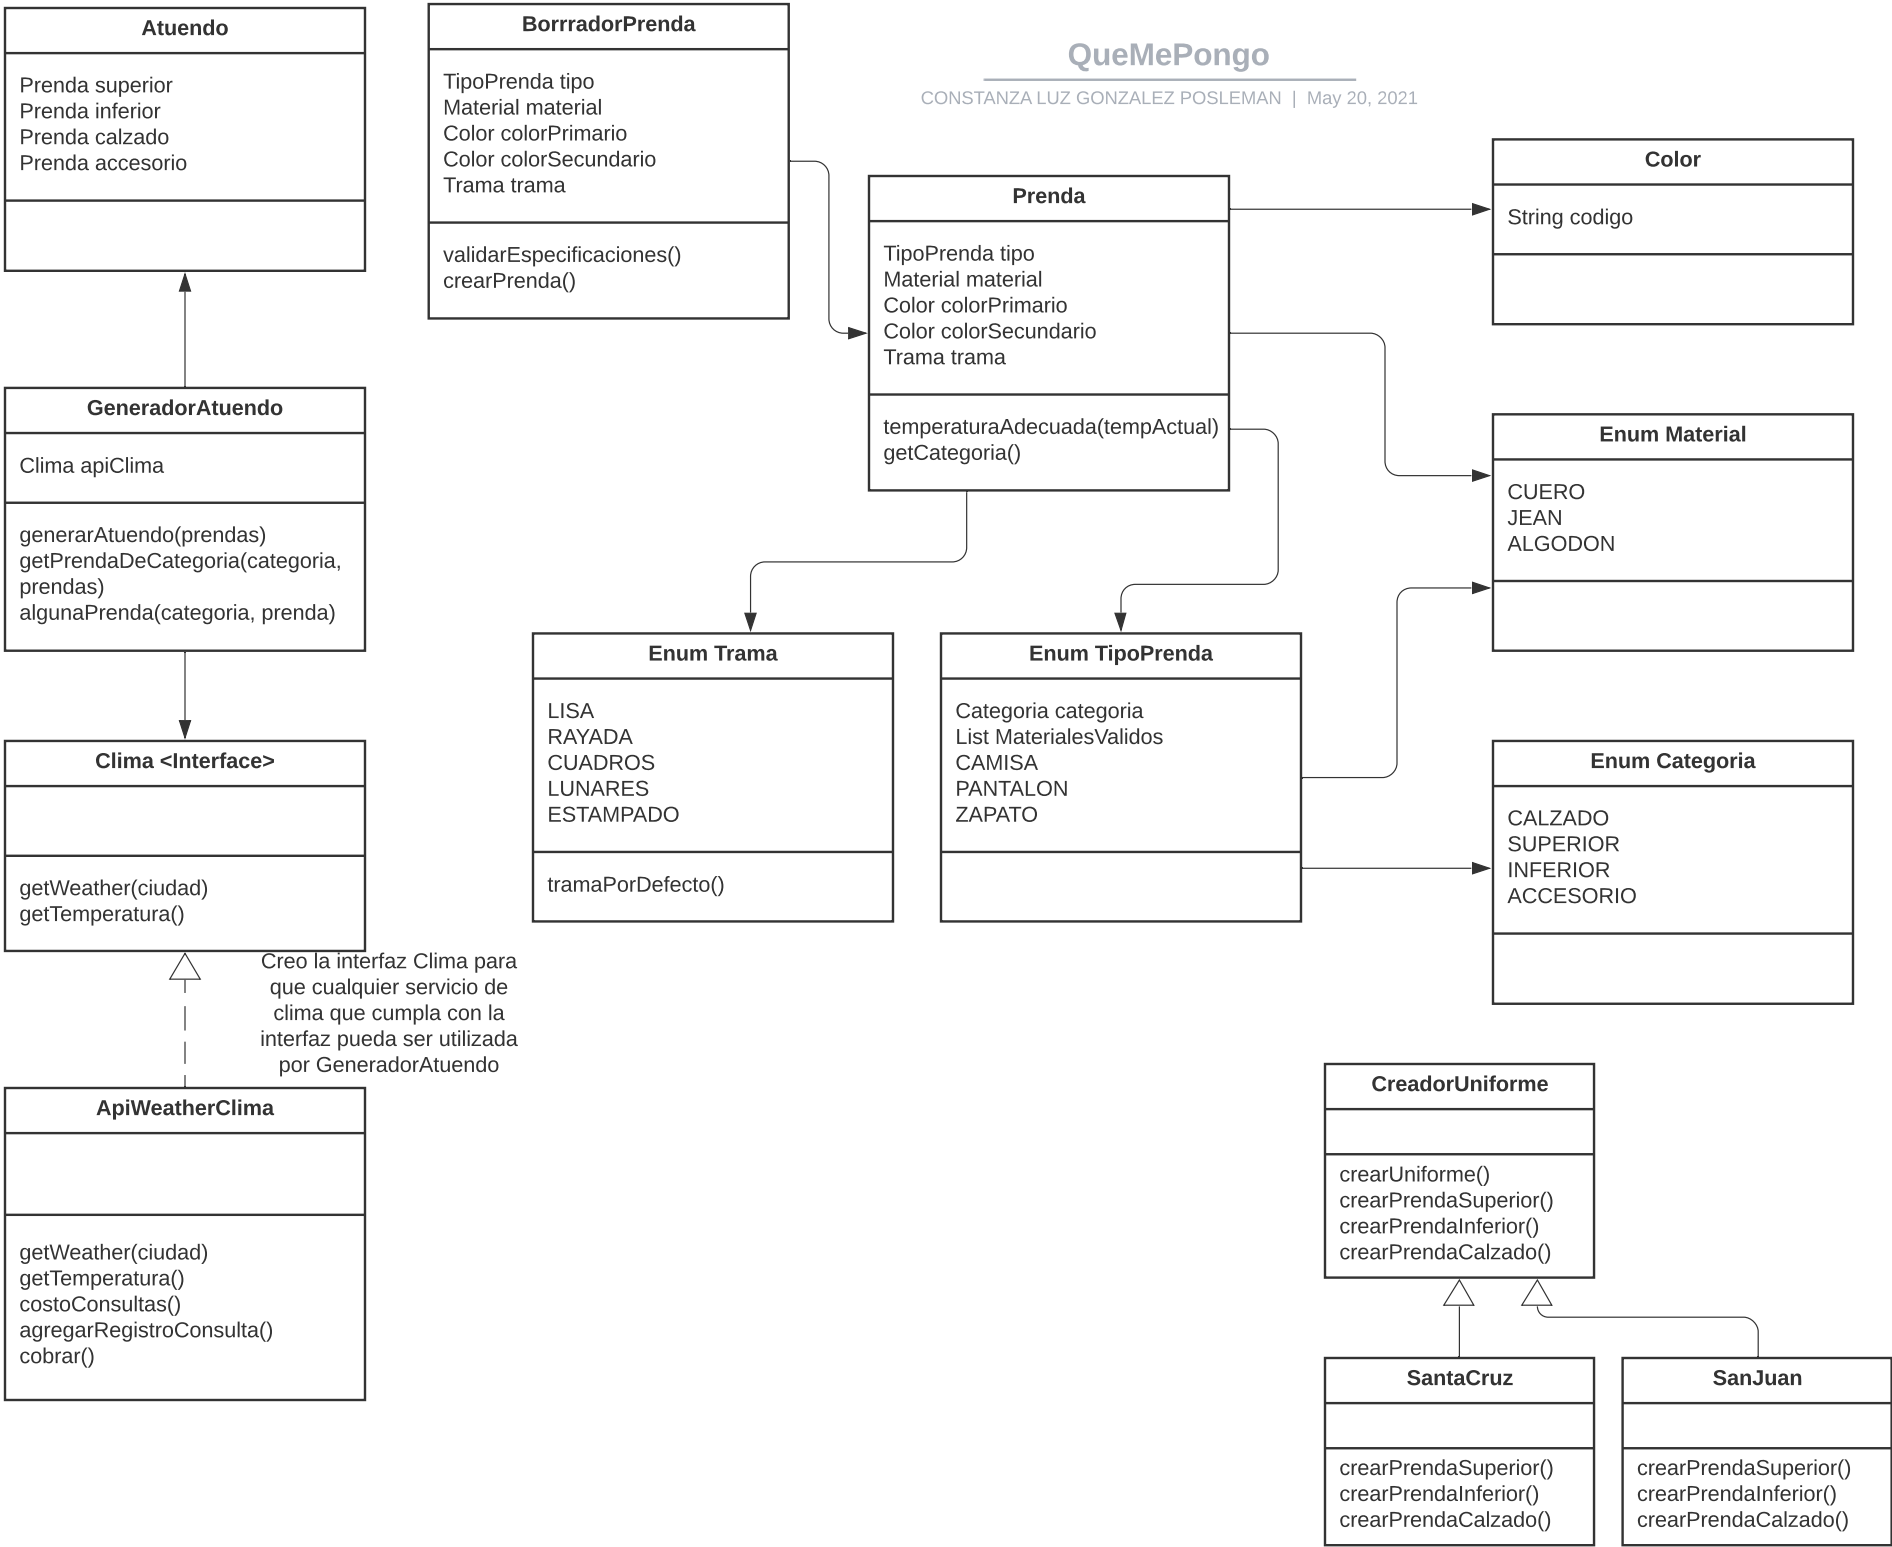 Atuendo
Prenda superior
Prenda inferior
Prenda calzado
Prenda accesorio
BorrradorPrenda
TipoPrenda tipo
Material material
Color colorPrimario
Color colorSecundario
Trama trama
validarEspecificaciones()
crearPrenda()
QueMePongo
CONSTANZA LUZ GONZALEZ POSLEMAN | May 20, 2021
Prenda
TipoPrenda tipo
Material material
Color colorPrimario
Color colorSecundario
Trama trama
temperaturaAdecuada(tempActual)
getCategoria()
Color
String codigo
GeneradorAtuendo
Clima apiClima
generarAtuendo(prendas)
getPrendaDeCategoria(categoria,
prendas)
algunaPrenda(categoria, prenda)
Enum Material
CUERO
JEAN
ALGODON
Enum Trama
LISA
RAYADA
CUADROS
LUNARES
ESTAMPADO
tramaPorDefecto()
Enum TipoPrenda
Categoria categoria
List MaterialesValidos
CAMISA
PANTALON
ZAPATO
Enum Categoria
CALZADO
SUPERIOR
INFERIOR
ACCESORIO
Clima <Interface>
getWeather(ciudad)
getTemperatura()
Creo la interfaz Clima para
que cualquier servicio de
clima que cumpla con la
interfaz pueda ser utilizada
por GeneradorAtuendo
ApiWeatherClima
getWeather(ciudad)
getTemperatura()
costoConsultas()
agregarRegistroConsulta()
cobrar()
CreadorUniforme
crearUniforme()
crearPrendaSuperior()
crearPrendaInferior()
crearPrendaCalzado()
SantaCruz
crearPrendaSuperior()
crearPrendaInferior()
crearPrendaCalzado()
SanJuan
crearPrendaSuperior()
crearPrendaInferior()
crearPrendaCalzado()